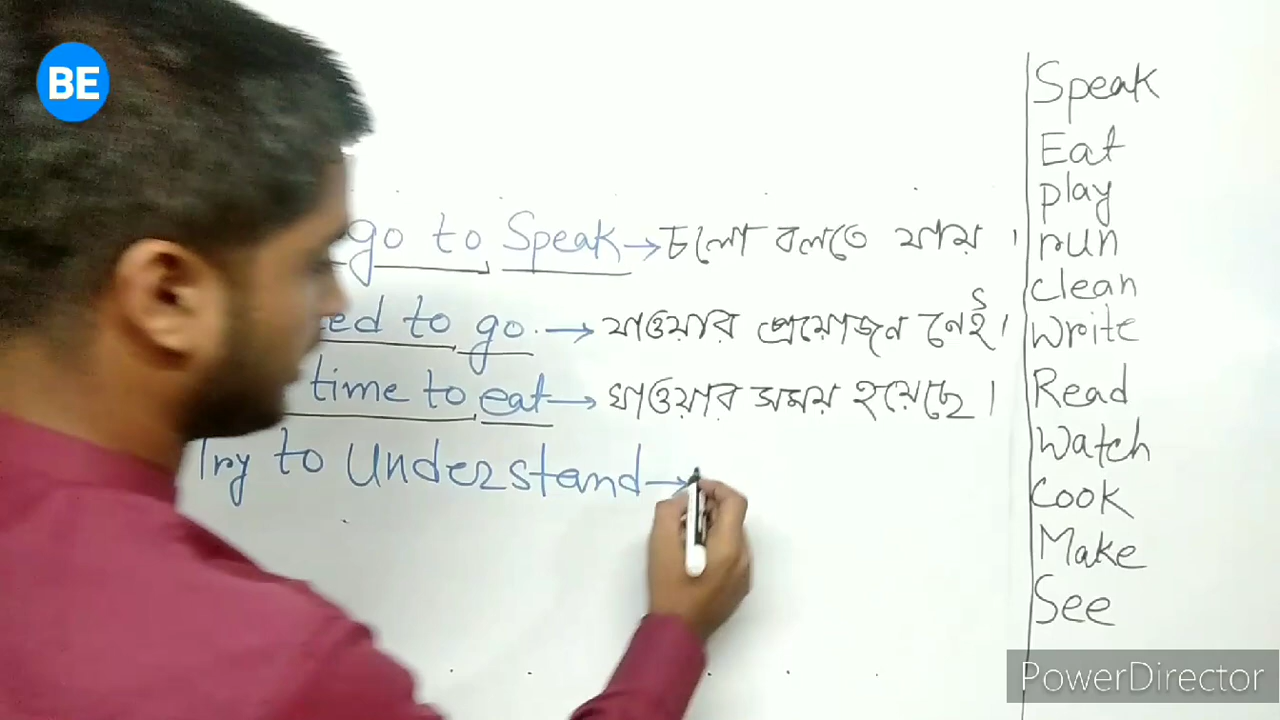 BE
go to Speak → চলো বলতে যায় ।
ed to go. → যাওয়ার প্রয়োজন নেই ।
time to eat → খাওয়ার সময় হয়েছে ।
Try to Understand →
Speak
Eat
play
run
clean
Write
Read
Watch
Cook
Make
See
PowerDirector